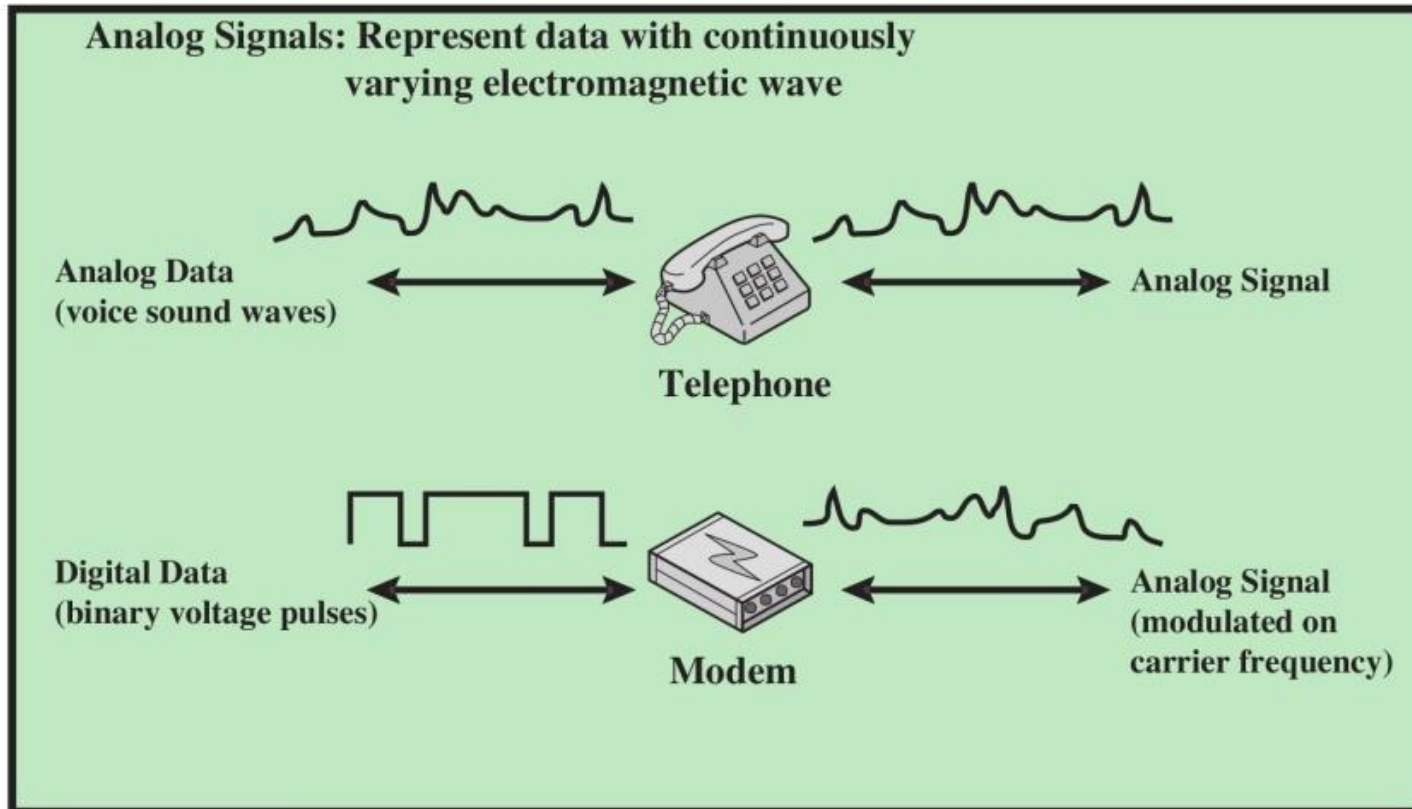 Analog Signals: Represent data with continuously
varying electromagnetic wave
Analog Data
(voice sound waves)
Analog Signal
Telephone
Digital Data
(binary voltage pulses)
Analog Signal
(modulated on
carrier frequency)
Modem